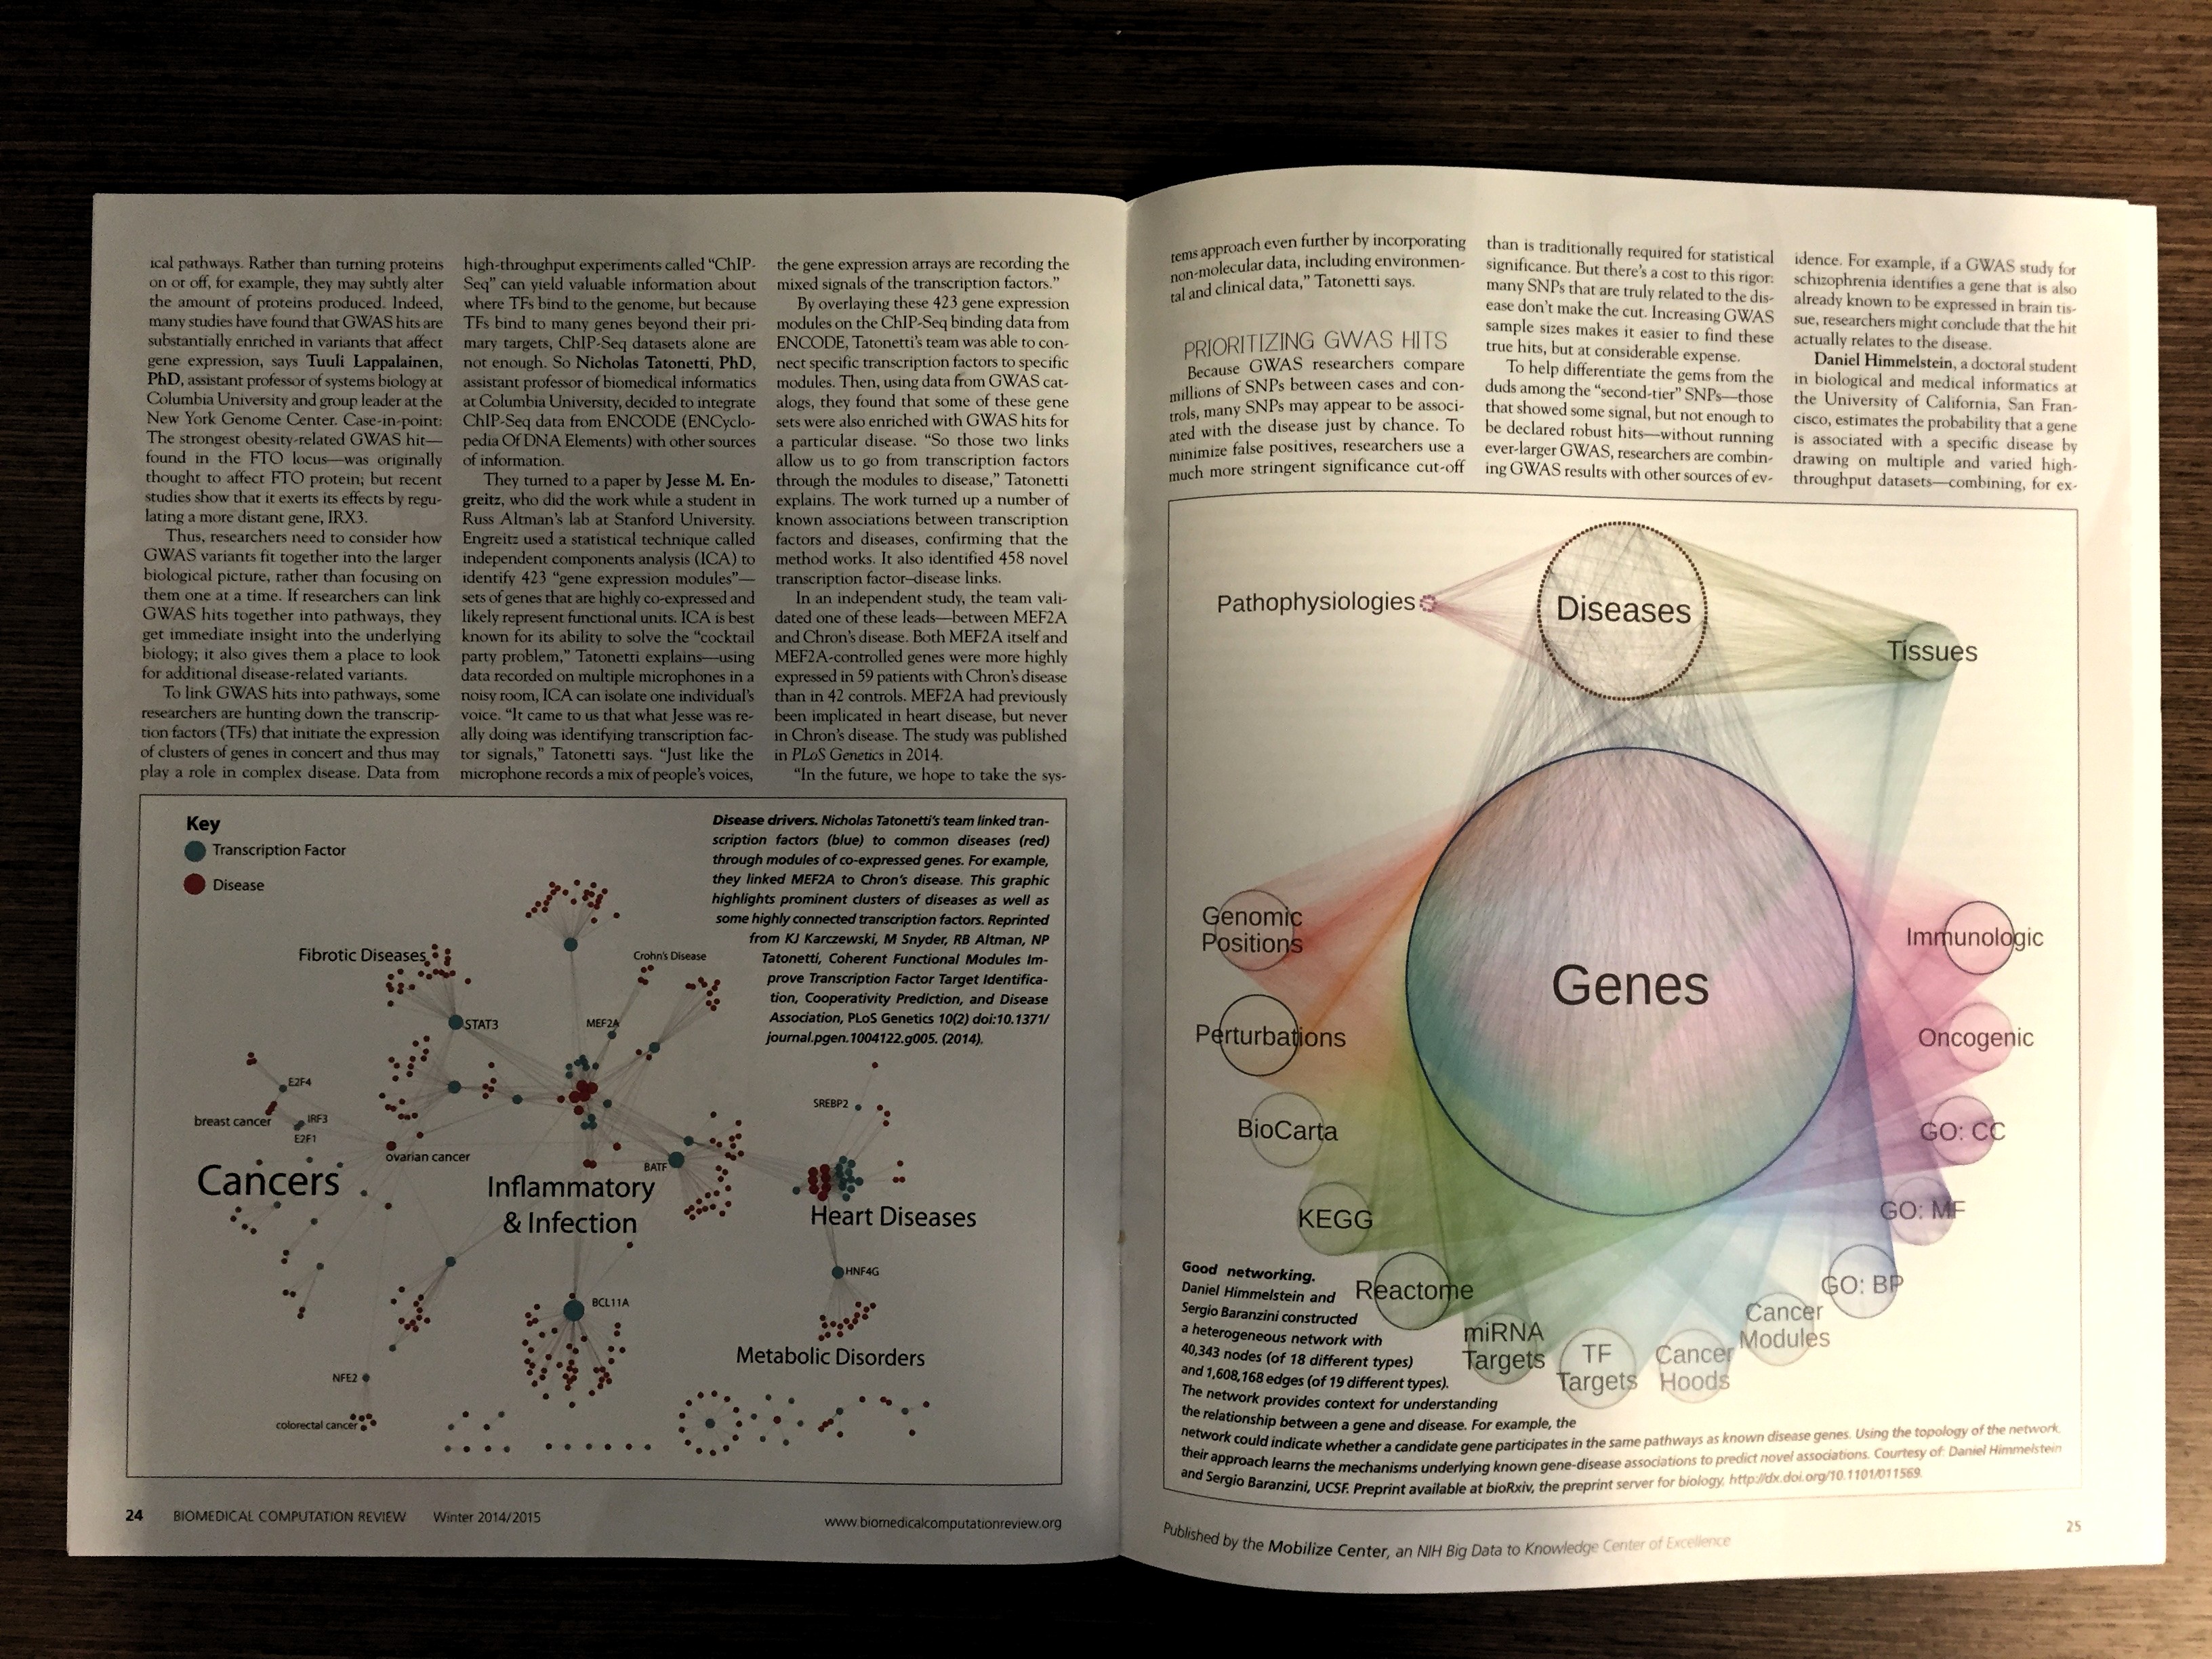 ical pathways. Rather than turning proteins
on or off, for example, they may subtly alter
the amount of proteins produced. Indeed,
many studies have found that GWAS hits are
substantially enriched in variants that affect
gene expression, says Tuuli Lappalainen,
PhD, assistant professor of systems biology at
Columbia University and group leader at the
New York Genome Center. Case-in-point:
The strongest obesity-related GWAS hit—
found in the FTO locus—was originally
thought to affect FTO protein; but recent
studies show that it exerts its effects by regu-
lating a more distant gene, IRX3.
Thus, researchers need to consider how
GWAS variants fit together into the larger
biological picture, rather than focusing on
them one at a time. If researchers can link
GWAS hits together into pathways, they
get immediate insight into the underlying
biology; it also gives them a place to look
for additional disease-related variants.
To link GWAS hits into pathways, some
researchers are hunting down the transcrip-
tion factors (TFs) that initiate the expression
of clusters of genes in concert and thus may
play a role in complex disease. Data from
high-throughput experiments called “ChIP-
Seq” can yield valuable information about
where TFs bind to the genome, but because
TFs bind to many genes beyond their pri-
mary targets, ChIP-Seq datasets alone are
not enough. So Nicholas Tatonetti, PhD,
assistant professor of biomedical informatics
at Columbia University, decided to integrate
ChIP-Seq data from ENCODE (ENCyclo-
pedia Of DNA Elements) with other sources
of information.
They turned to a paper by Jesse M. En-
greitz, who did the work while a student in
Russ Altman’s lab at Stanford University.
Engreitz used a statistical technique called
independent components analysis (ICA) to
identify 423 “gene expression modules”—
sets of genes that are highly co-expressed and
likely represent functional units. ICA is best
known for its ability to solve the “cocktail
party problem,” Tatonetti explains—using
data recorded on multiple microphones in a
noisy room, ICA can isolate one individual’s
voice. “It came to us that what Jesse was re-
ally doing was identifying transcription fac-
tor signals,” Tatonetti says. “Just like the
microphone records a mix of people’s voices,
the gene expression arrays are recording the
mixed signals of the transcription factors.”
By overlaying these 423 gene expression
modules on the ChIP-Seq binding data from
ENCODE, Tatonetti’s team was able to con-
nect specific transcription factors to specific
modules. Then, using data from GWAS cat-
alogs, they found that some of these gene
sets were also enriched with GWAS hits for
a particular disease. “So those two links
allow us to go from transcription factors
through the modules to disease,” Tatonetti
explains. The work turned up a number of
known associations between transcription
factors and diseases, confirming that the
method works. It also identified 458 novel
transcription factor–disease links.
In an independent study, the team vali-
dated one of these leads—between MEF2A
and Chron’s disease. Both MEF2A itself and
MEF2A-controlled genes were more highly
expressed in 59 patients with Chron’s disease
than in 42 controls. MEF2A had previously
been implicated in heart disease, but never
in Chron’s disease. The study was published
in PLoS Genetics in 2014.
“In the future, we hope to take the sys-
Key
Transcription Factor
Disease
Disease drivers. Nicholas Tatonetti’s team linked tran-
scription factors (blue) to common diseases (red)
through modules of co-expressed genes. For example,
they linked MEF2A to Chron’s disease. This graphic
highlights prominent clusters of diseases as well as
some highly connected transcription factors. Reprinted
from KJ Karczewski, M Snyder, RB Altman, NP
Tatonetti, Coherent Functional Modules Im-
prove Transcription Factor Target Identifica-
tion, Cooperativity Prediction, and Disease
Association, PLoS Genetics 10(2) doi:10.1371/
journal.pgen.1004122.g005. (2014).
Fibrotic Diseases
Crohn’s Disease
STAT3
MEF2A
E2F4
breast cancer
IRF3
E2F1
SREBP2
ovarian cancer
BATF
Cancers
Inflammatory
& Infection
Heart Diseases
HNF4G
BCL11A
Metabolic Disorders
NFE2
colorectal cancer
24 BIOMEDICAL COMPUTATION REVIEW Winter 2014/2015
www.biomedicalcomputationreview.org
tems approach even further by incorporating
non-molecular data, including environmen-
tal and clinical data,” Tatonetti says.
PRIORITIZING GWAS HITS
Because GWAS researchers compare
millions of SNPs between cases and con-
trols, many SNPs may appear to be associ-
ated with the disease just by chance. To
minimize false positives, researchers use a
much more stringent significance cut-off
than is traditionally required for statistical
significance. But there’s a cost to this rigor:
many SNPs that are truly related to the dis-
ease don’t make the cut. Increasing GWAS
sample sizes makes it easier to find these
true hits, but at considerable expense.
To help differentiate the gems from the
duds among the “second-tier” SNPs—those
that showed some signal, but not enough to
be declared robust hits—without running
ever-larger GWAS, researchers are combin-
ing GWAS results with other sources of ev-
idence. For example, if a GWAS study for
schizophrenia identifies a gene that is also
already known to be expressed in brain tis-
sue, researchers might conclude that the hit
actually relates to the disease.
Daniel Himmelstein, a doctoral student
in biological and medical informatics at
the University of California, San Fran-
cisco, estimates the probability that a gene
is associated with a specific disease by
drawing on multiple and varied high-
throughput datasets—combining, for ex-
Pathophysiologies
Diseases
Tissues
Genomic
Positions
Genes
Immunologic
Perturbations
Oncogenic
BioCarta
GO: CC
KEGG
GO: MF
Reactome
GO: BP
miRNA
Targets
TF
Targets
Cancer
Hoods
Cancer
Modules
Good networking.
Daniel Himmelstein and
Sergio Baranzini constructed
a heterogeneous network with
40,343 nodes (of 18 different types)
and 1,608,168 edges (of 19 different types).
The network provides context for understanding
the relationship between a gene and disease. For example, the
network could indicate whether a candidate gene participates in the same pathways as known disease genes. Using the topology of the network,
their approach learns the mechanisms underlying known gene-disease associations to predict novel associations. Courtesy of: Daniel Himmelstein
and Sergio Baranzini, UCSF. Preprint available at bioRxiv, the preprint server for biology, http://dx.doi.org/10.1101/011569.
Published by the Mobilize Center, an NIH Big Data to Knowledge Center of Excellence
25